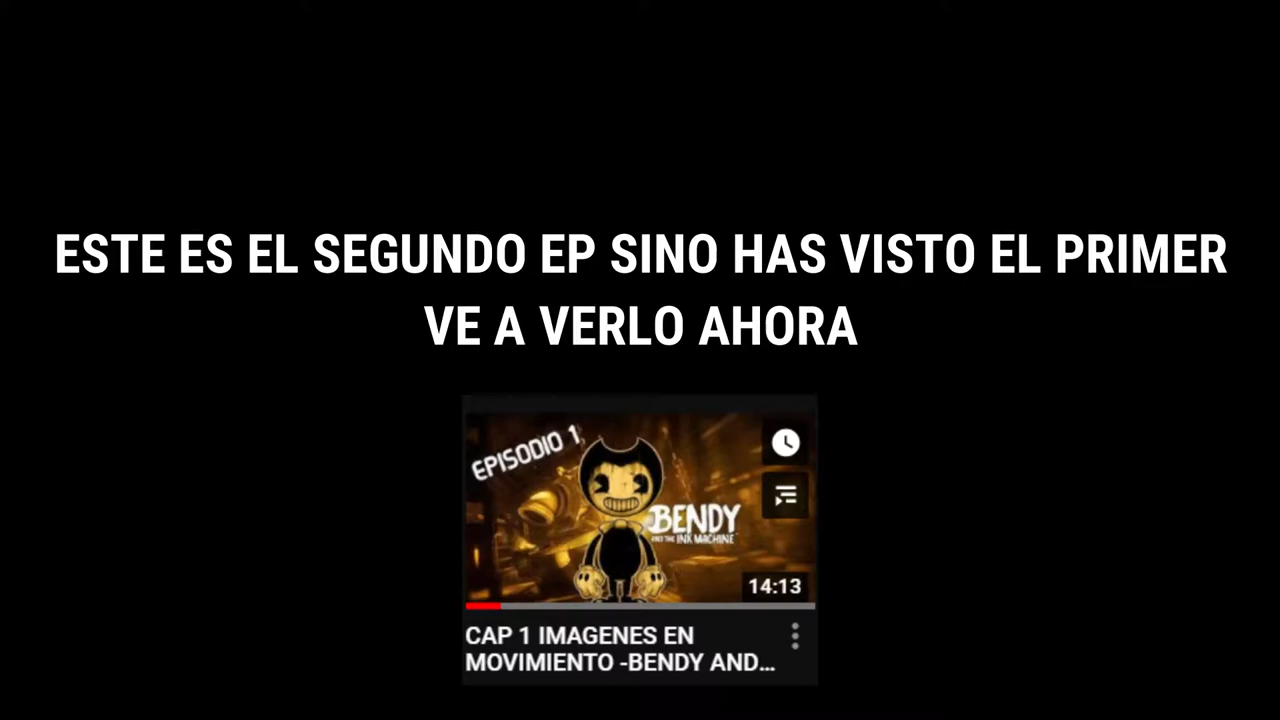 ESTE ES EL SEGUNDO EP SINO HAS VISTO EL PRIMER
VE A VERLO AHORA
EPISODIO 1
BENDY
AND THE INK MACHINE
14:13
CAP 1 IMAGENES EN
MOVIMIENTO -BENDY AND...